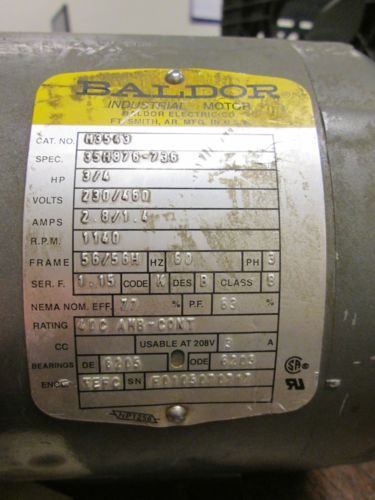 BALDOR
INDUSTRIAL MOTOR
BALDOR ELECTRIC CO
FT. SMITH, AR. MFG. IN U.S.A.
CAT. NO. M3543
SPEC. 35M876-736
HP 3/4
VOLTS 230/460
AMPS 2.8/1.4
R.P.M. 1140
FRAME 56/56H HZ 60 PH 3
SER. F. 1.15 CODE K DES B CLASS B
NEMA NOM. EFF. 77 % P.F. 63 %
RATING 40C AMB-CONT
CC USABLE AT 208V 3 A
BEARINGS DE 6205 ODE 6203
ENCL TEFC SN
NP1256